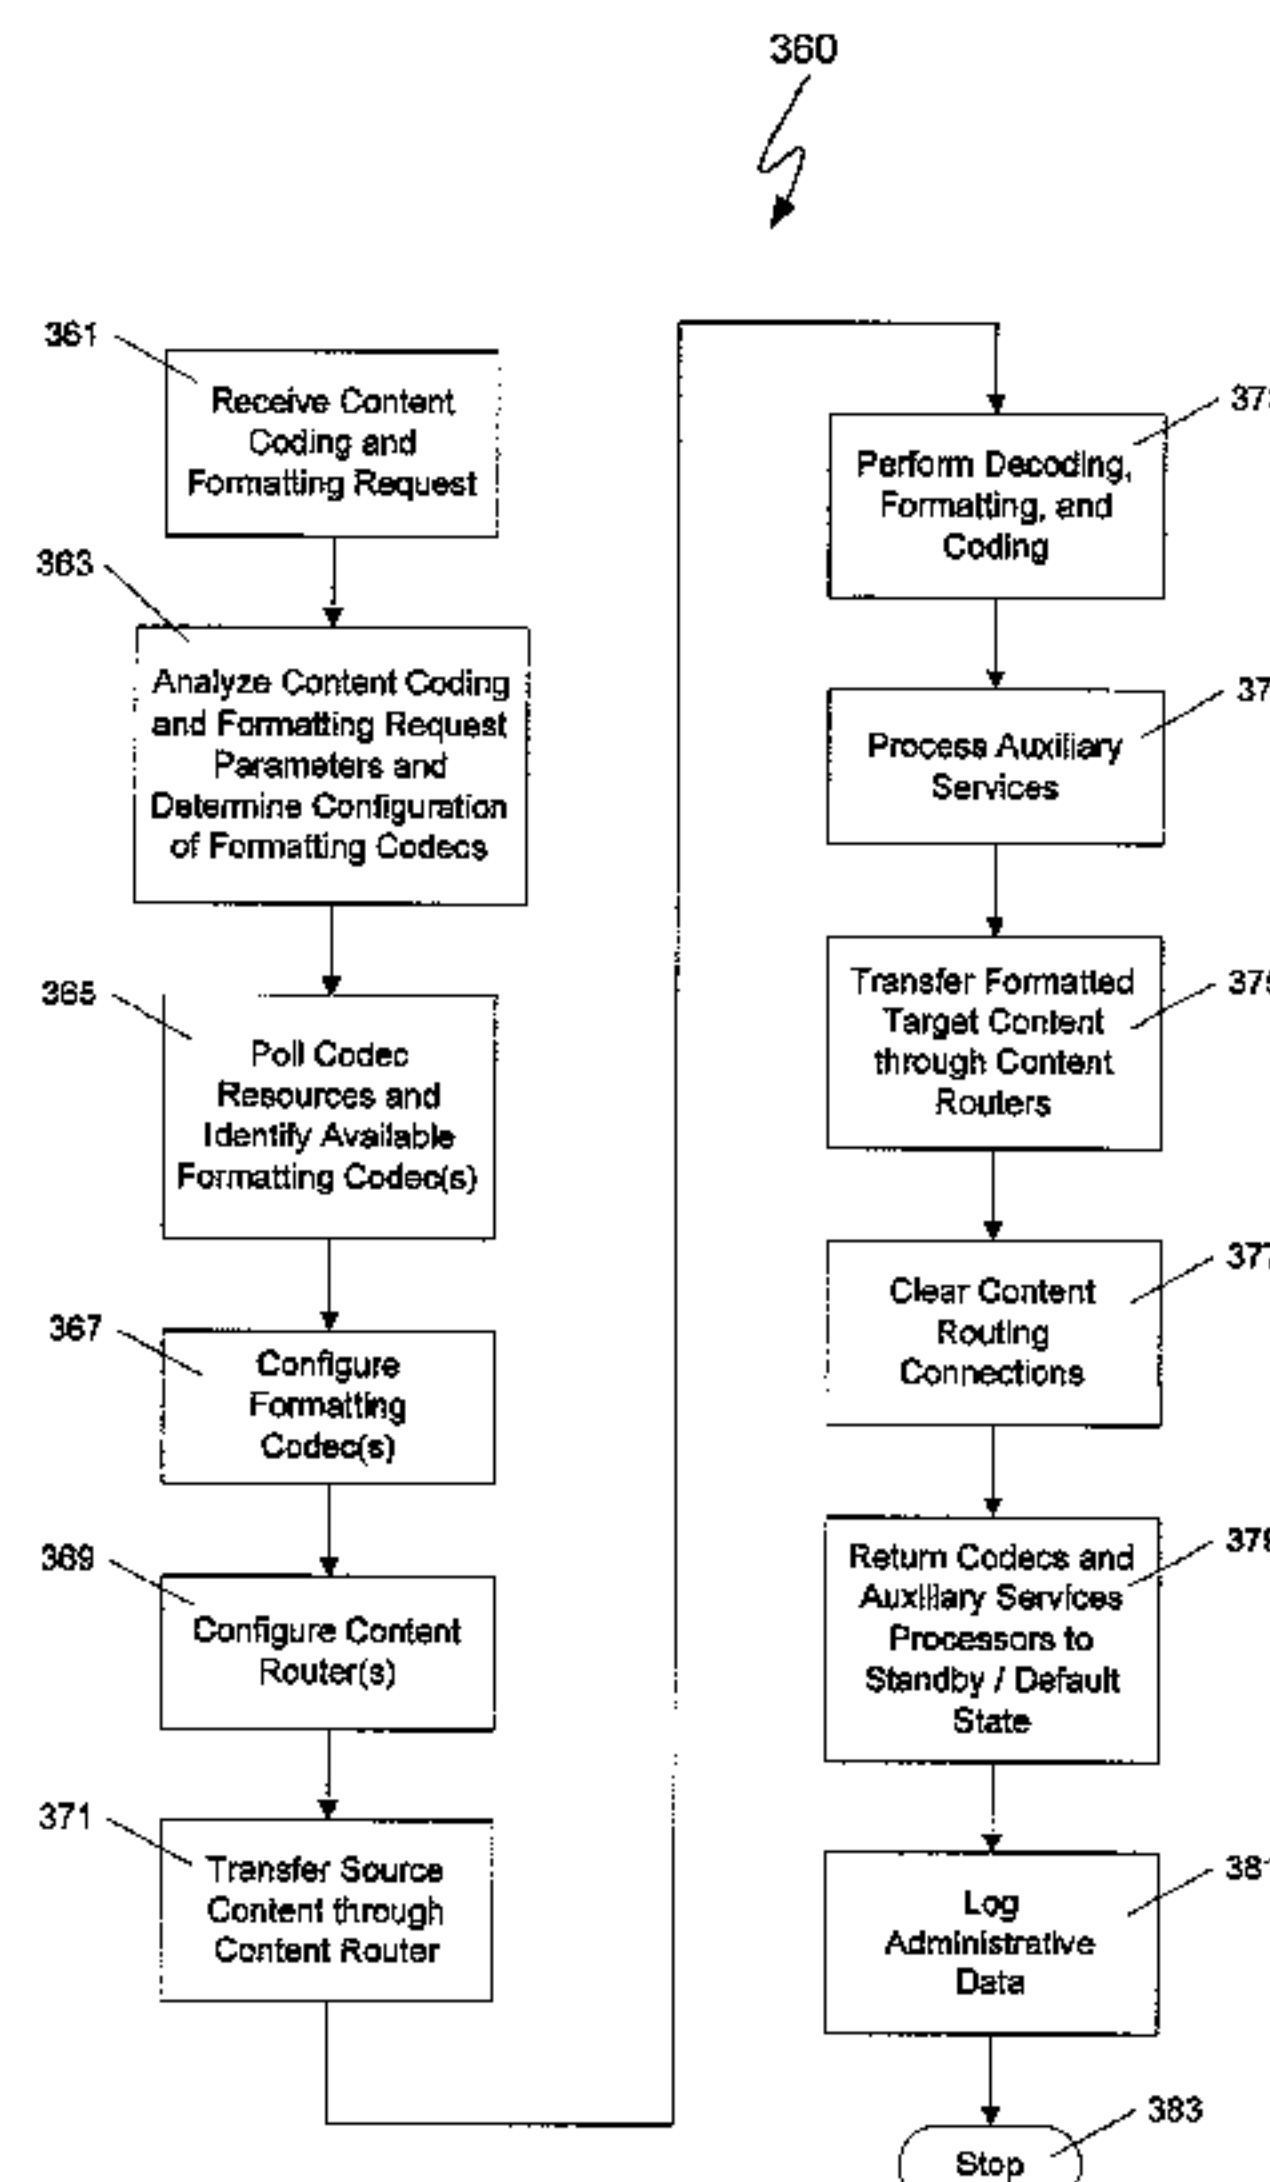 360
361
Receive Content
Coding and
Formatting Request
363
Analyze Content Coding
and Formatting Request
Parameters and
Determine Configuration
of Formatting Codecs
365
Poll Codec
Resources and
Identify Available
Formatting Codec(s)
367
Configure
Formatting
Codec(s)
369
Configure Content
Router(s)
371
Transfer Source
Content through
Content Router
Perform Decoding,
Formatting, and
Coding
Process Auxiliary
Services
Transfer Formatted
Target Content
through Content
Routers
377
Clear Content
Routing
Connections
Return Codecs and
Auxiliary Services
Processors to
Standby / Default
State
381
Log
Administrative
Data
383
Stop